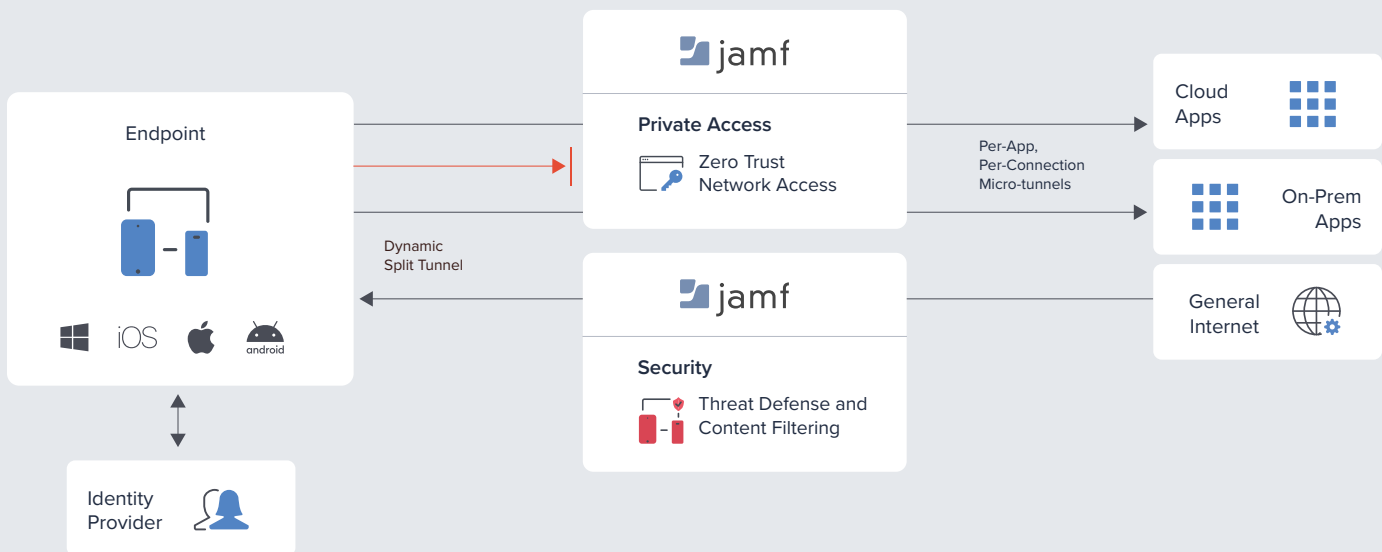 jamf
Private Access
Zero Trust
Network Access
Endpoint
iOS
android
Dynamic
Split Tunnel
Identity
Provider
jamf
Security
Threat Defense and
Content Filtering
Per-App,
Per-Connection
Micro-tunnels
Cloud
Apps
On-Prem
Apps
General
Internet